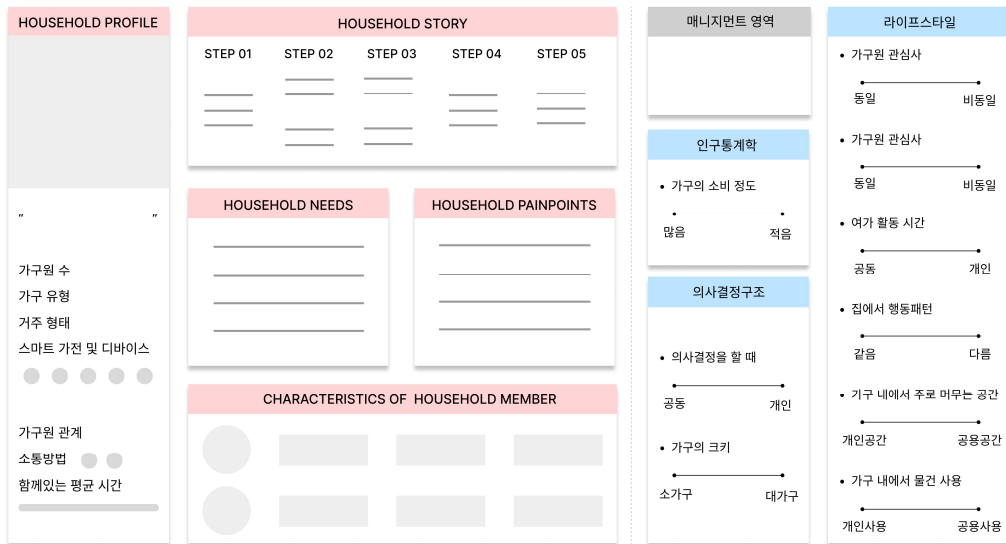 HOUSEHOLD PROFILE
" "
가구원 수
가구 유형
거주 형태
스마트 가전 및 디바이스
가구원 관계
소통방법
함께있는 평균 시간
HOUSEHOLD STORY
STEP 01 STEP 02 STEP 03 STEP 04 STEP 05
HOUSEHOLD NEEDS
HOUSEHOLD PAINPOINTS
CHARACTERISTICS OF HOUSEHOLD MEMBER
매니지먼트 영역
인구통계학
• 가구의 소비 정도
많음 적음
의사결정구조
• 의사결정을 할 때
공동 개인
• 가구의 크키
소가구 대가구
라이프스타일
• 가구원 관심사
동일 비동일
• 가구원 관심사
동일 비동일
• 여가 활동 시간
공동 개인
• 집에서 행동패턴
같음 다름
• 기구 내에서 주로 머무는 공간
개인공간 공용공간
• 가구 내에서 물건 사용
개인사용 공용사용